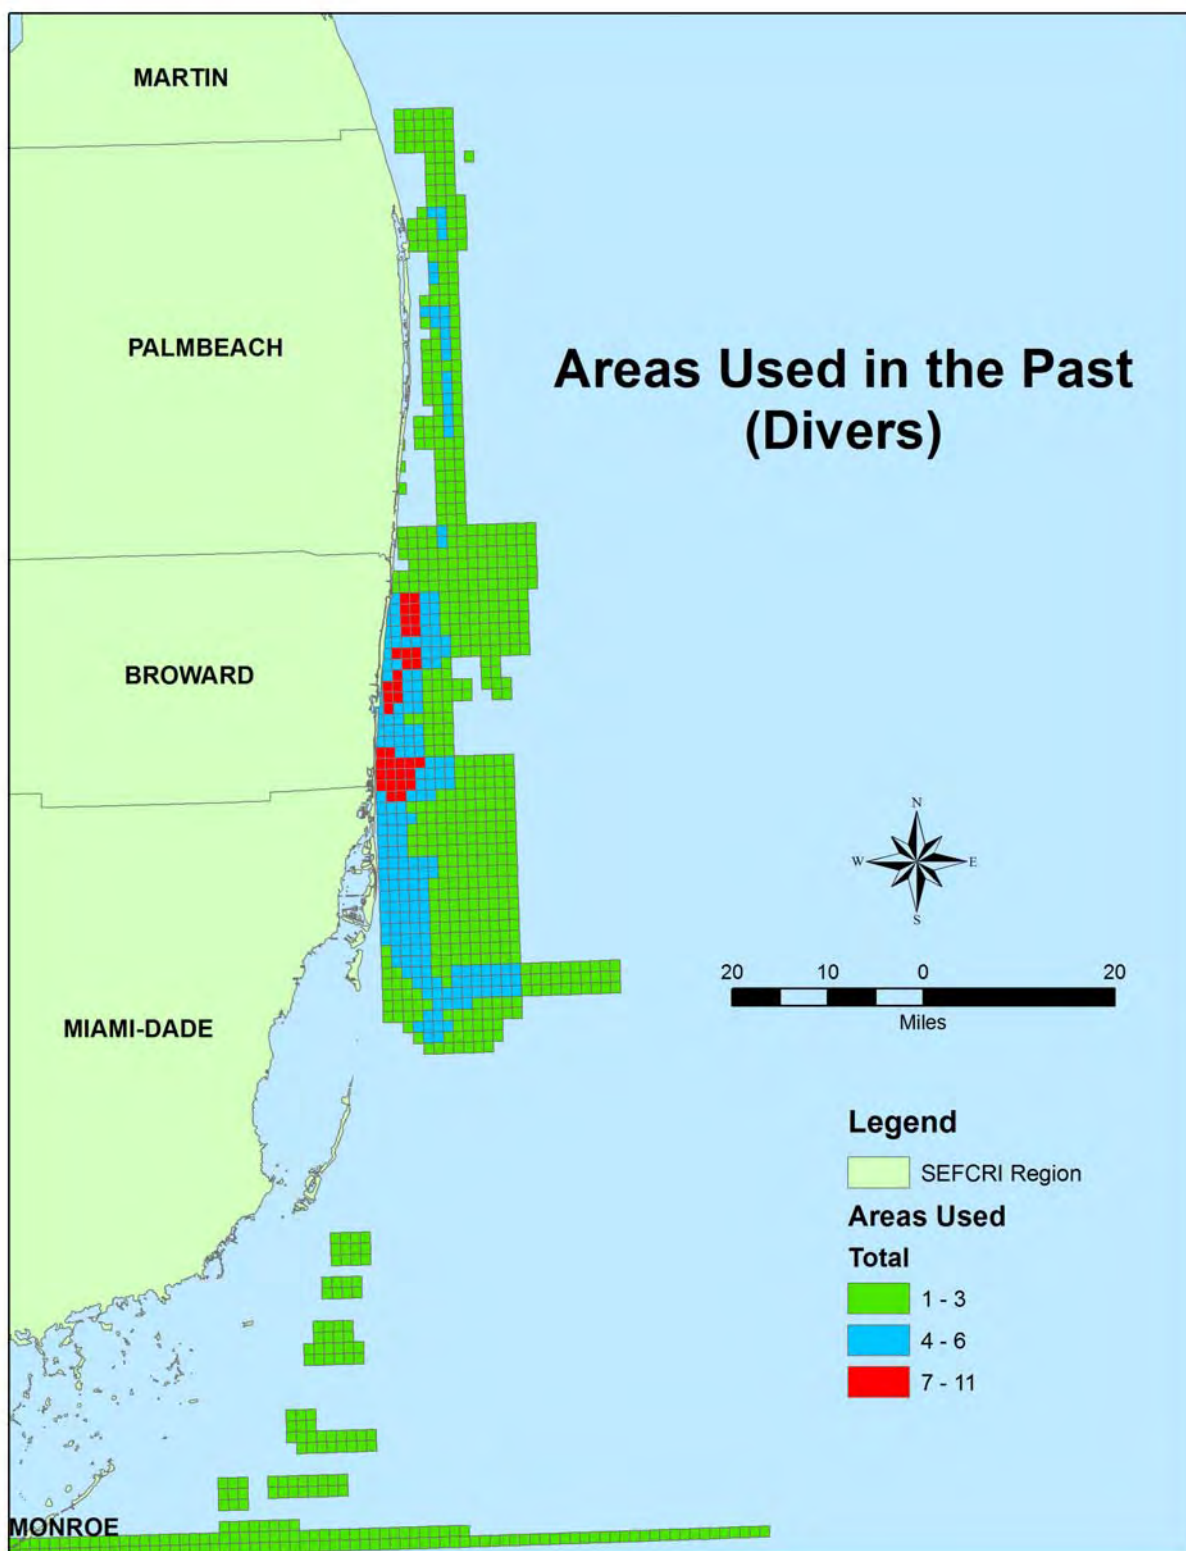 MARTIN
PALMBEACH
Areas Used in the Past
(Divers)
BROWARD
N
W
E
S
20 10 0 20
Miles
MIAMI-DADE
Legend
SEFCRI Region
Areas Used
Total
1 - 3
4 - 6
7 - 11
MONROE